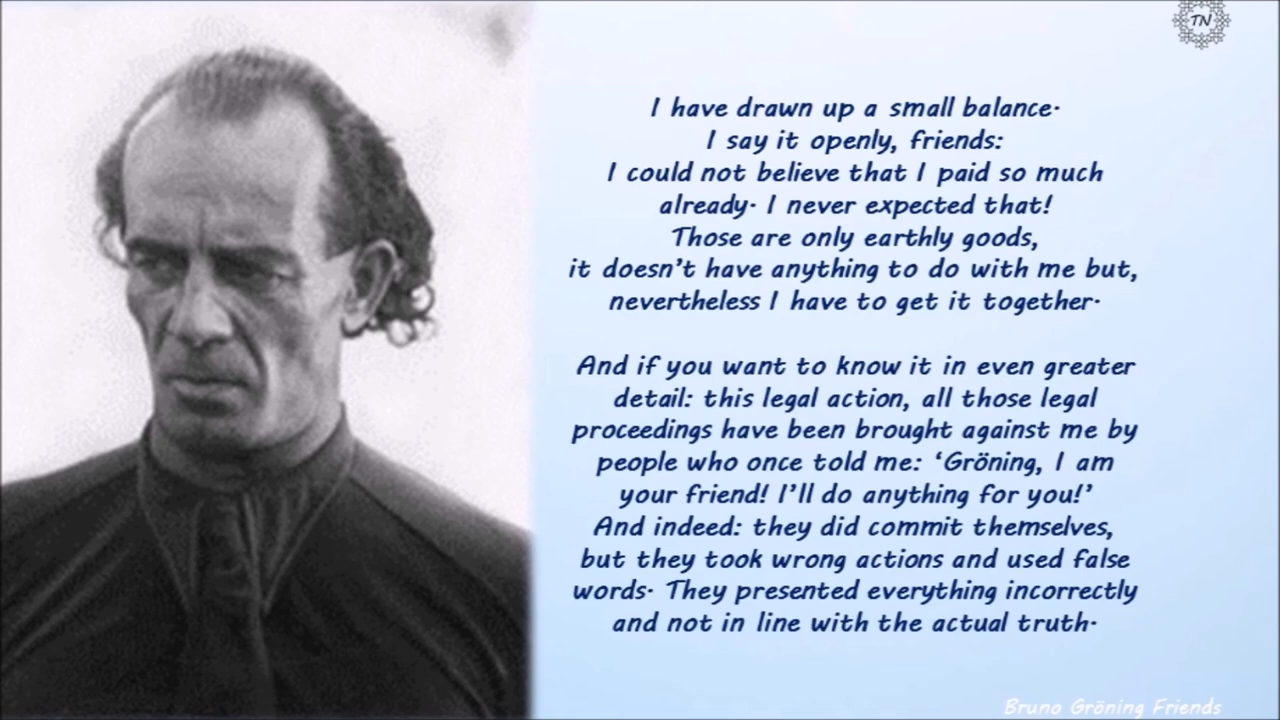 TN
I have drawn up a small balance.
I say it openly, friends:
I could not believe that I paid so much
already. I never expected that!
Those are only earthly goods,
it doesn't have anything to do with me but,
nevertheless I have to get it together.
And if you want to know it in even greater
detail: this legal action, all those legal
proceedings have been brought against me by
people who once told me: ‘Gröning, I am
your friend! I'll do anything for you!’
And indeed: they did commit themselves,
but they took wrong actions and used false
words. They presented everything incorrectly
and not in line with the actual truth.
Bruno Gröning Friends